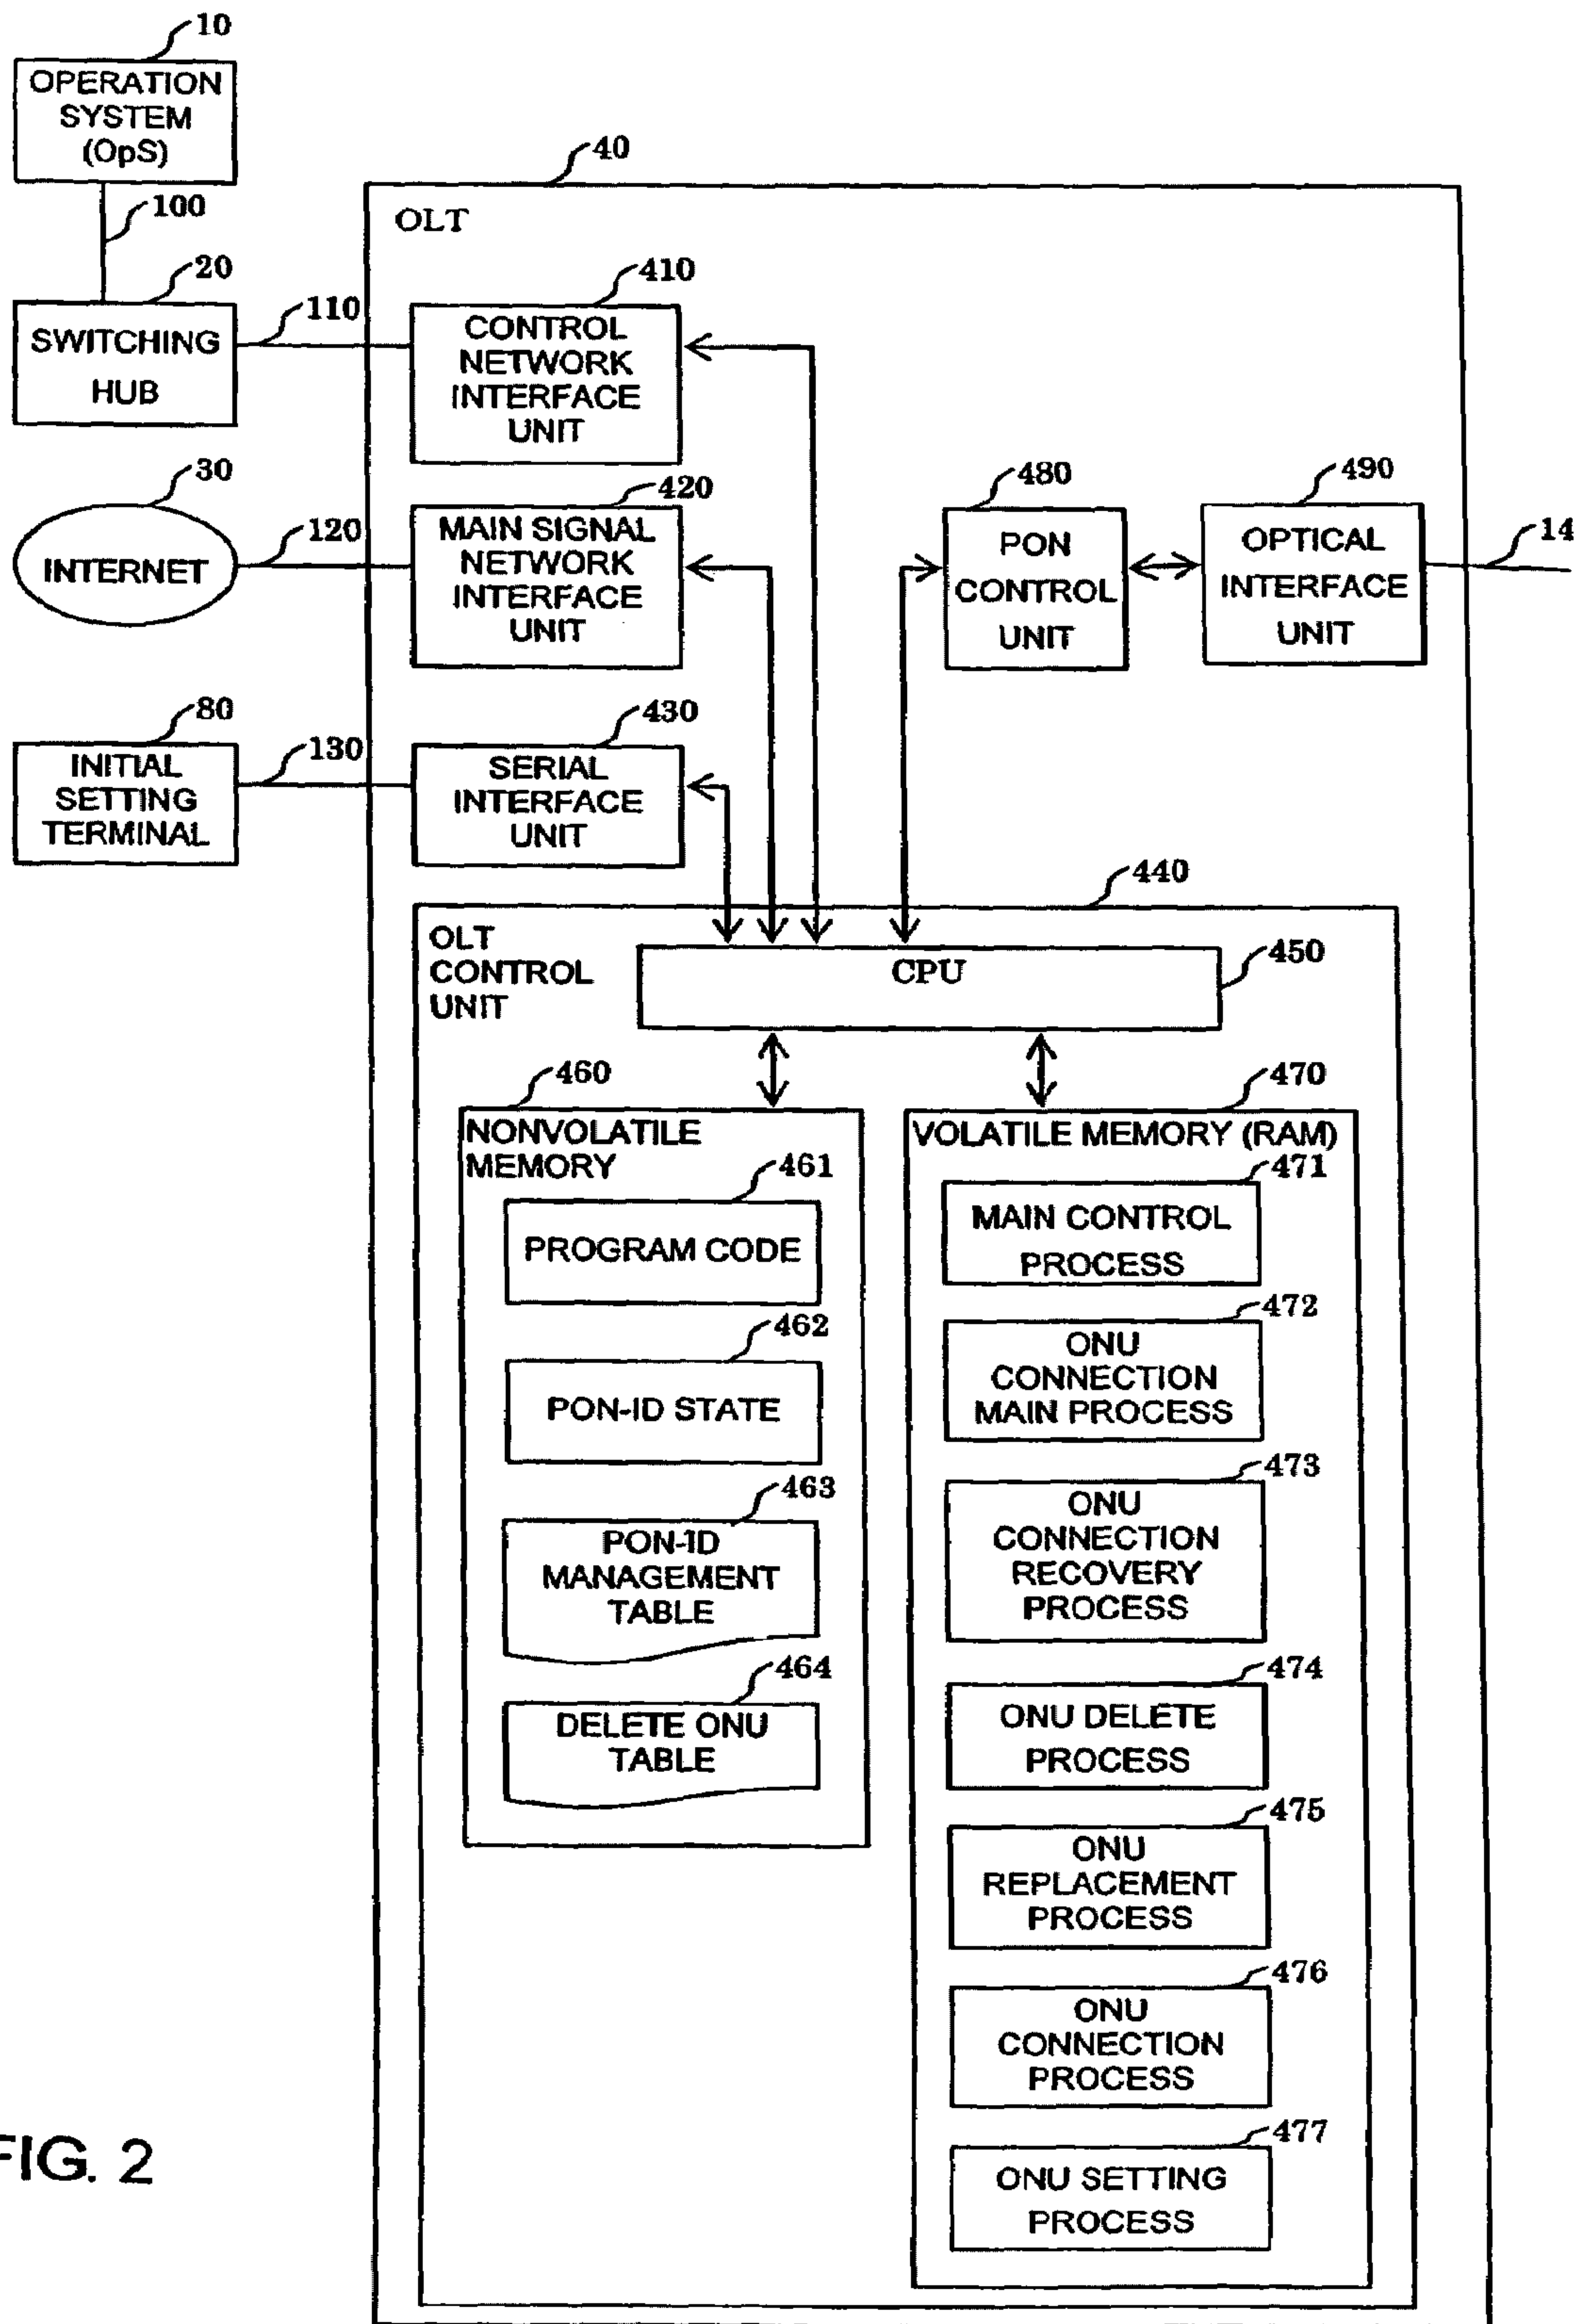 10
OPERATION
SYSTEM
(OpS)
100
20
SWITCHING
HUB
110
30
INTERNET
120
80
INITIAL
SETTING
TERMINAL
130
40
OLT
410
CONTROL
NETWORK
INTERFACE
UNIT
420
MAIN SIGNAL
NETWORK
INTERFACE
UNIT
430
SERIAL
INTERFACE
UNIT
480
PON
CONTROL
UNIT
490
OPTICAL
INTERFACE
UNIT
14
440
OLT
CONTROL
UNIT
CPU
450
460
NONVOLATILE
MEMORY
461
PROGRAM CODE
462
PON-ID STATE
463
PON-ID
MANAGEMENT
TABLE
464
DELETE ONU
TABLE
470
VOLATILE MEMORY (RAM)
471
MAIN CONTROL
PROCESS
472
ONU
CONNECTION
MAIN PROCESS
473
ONU
CONNECTION
RECOVERY
PROCESS
474
ONU DELETE
PROCESS
475
ONU
REPLACEMENT
PROCESS
476
ONU
CONNECTION
PROCESS
477
ONU SETTING
PROCESS
FIG. 2